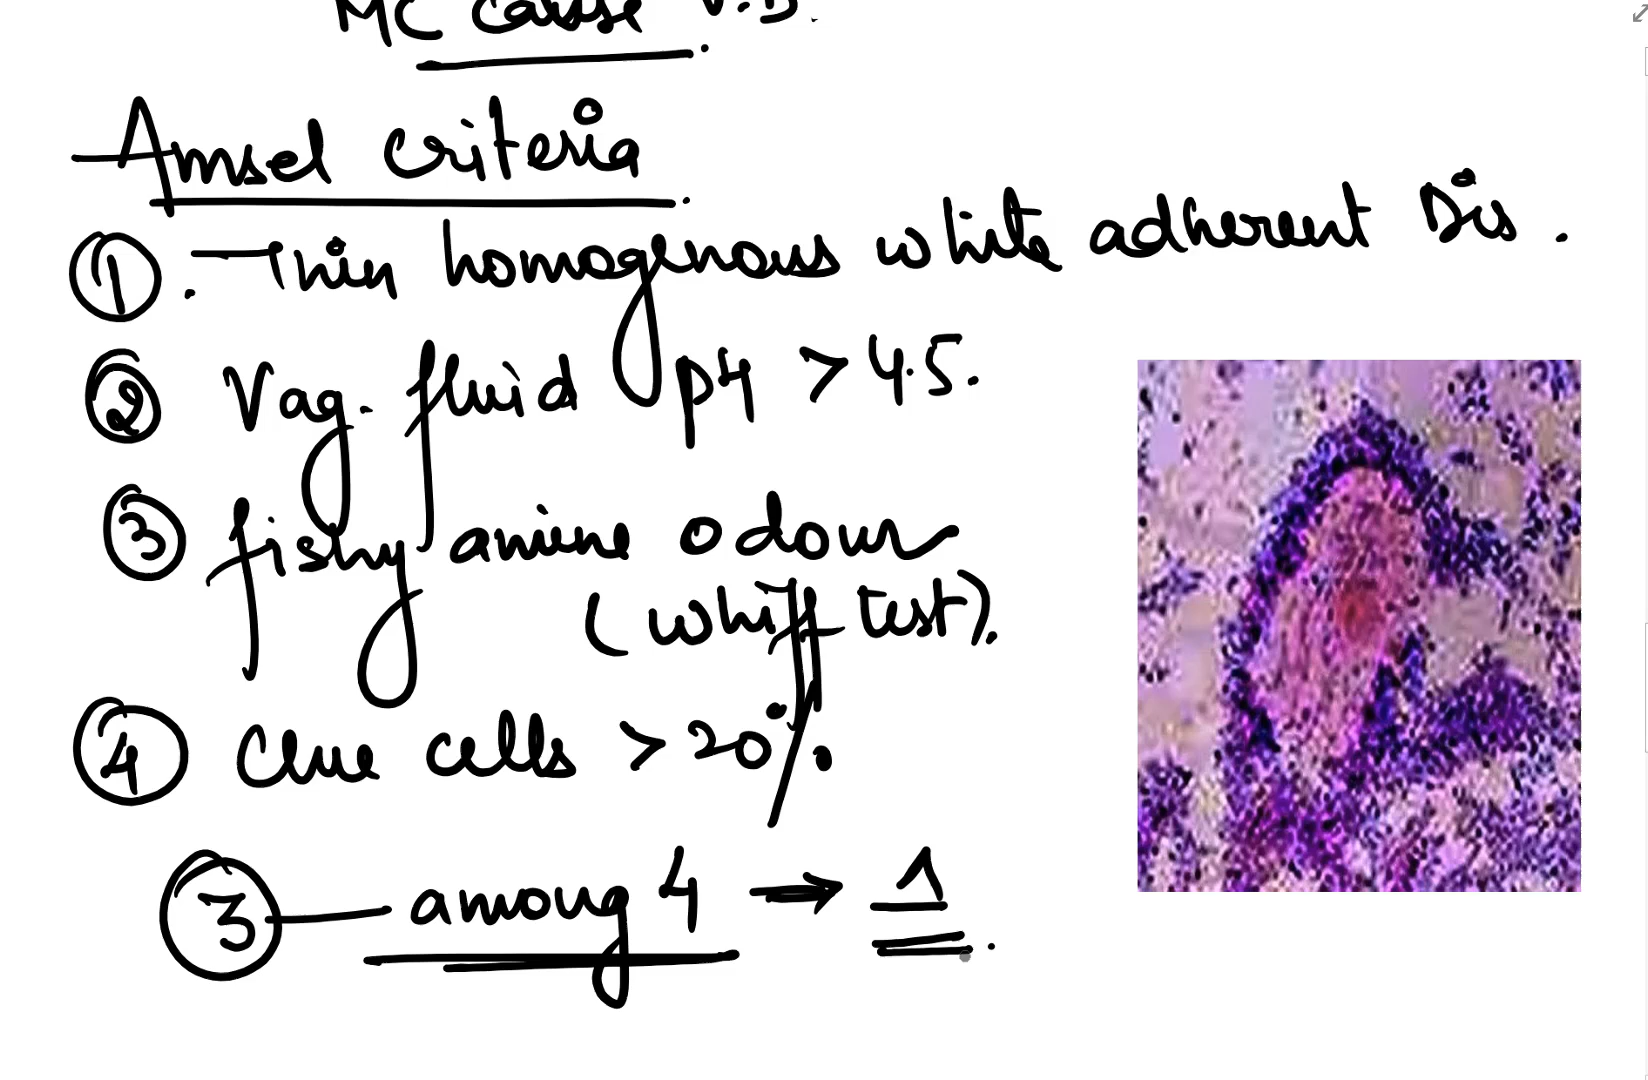 MC cause V.D.
Amsel criteria
① Thin homogenous white adherent Dis.
② Vag. fluid pH > 4.5.
③ fishy amine odour
(whiff test).
④ Clue cells > 20%.
③ — among 4 → Δ